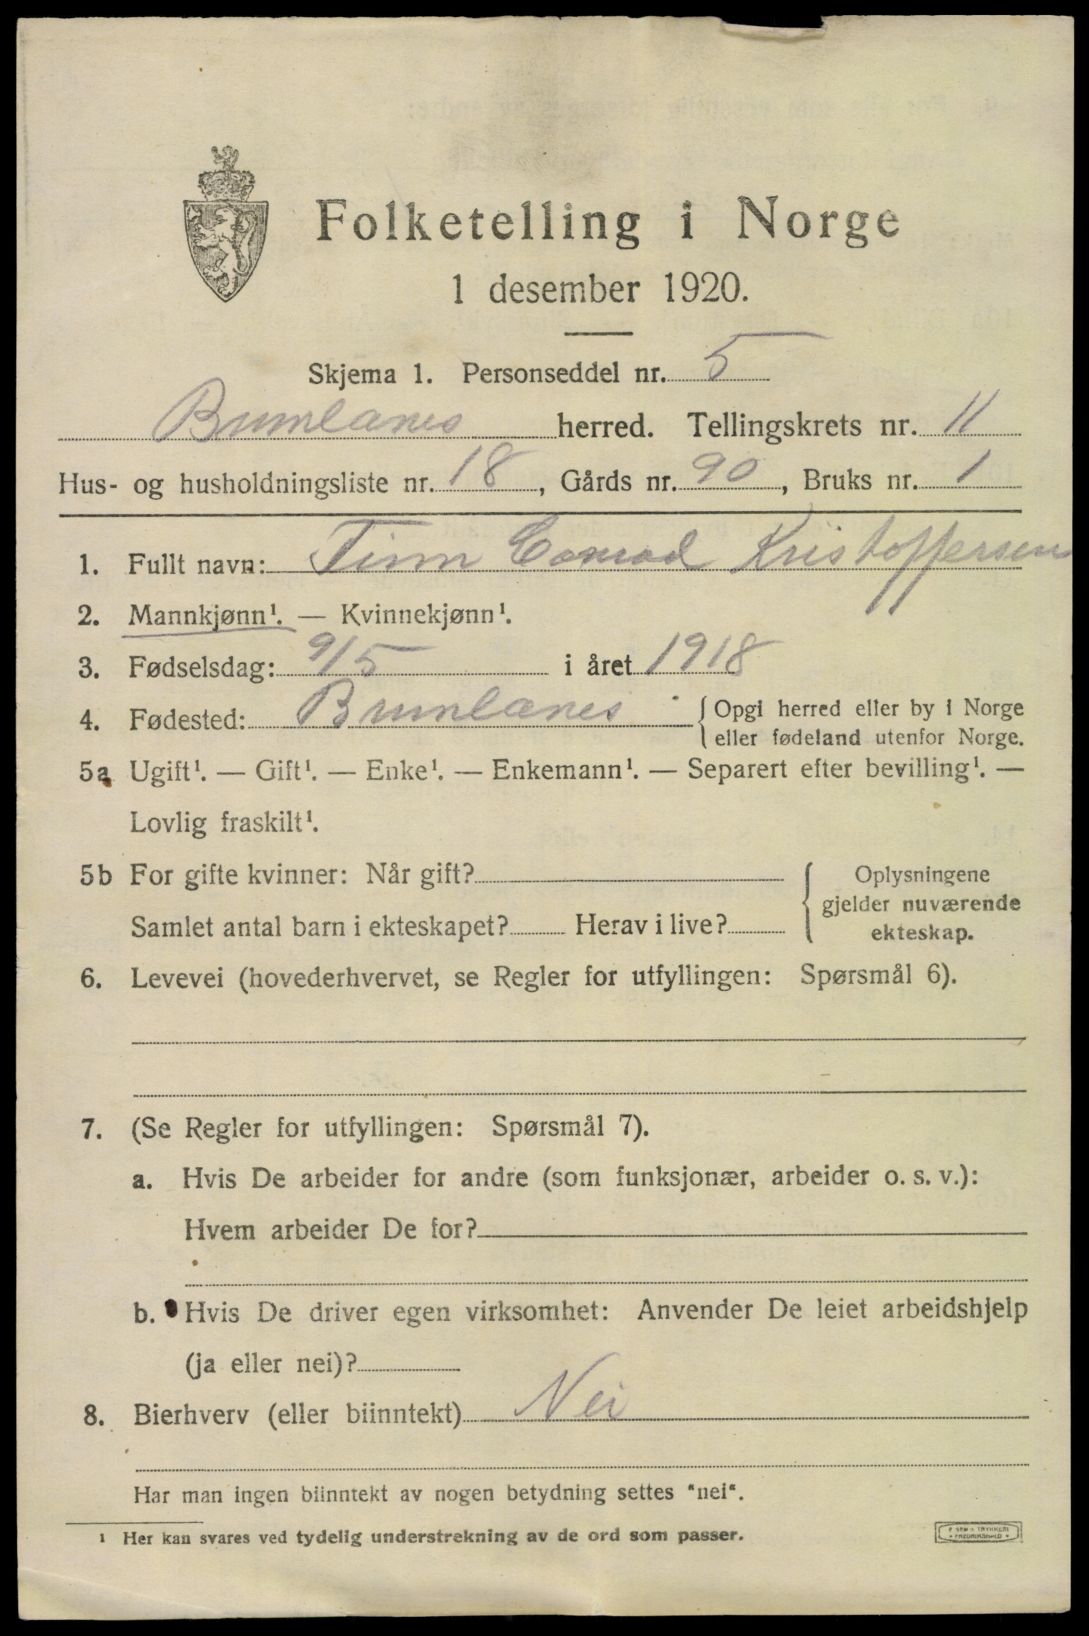 Folketelling i Norge
1 desember 1920.
Skjema 1. Personseddel nr. 5
Brunlanes herred. Tellingskrets nr. 11
Hus- og husholdningsliste nr. 18, Gårds nr. 90, Bruks nr. 1
1. Fullt navn: Finn Conrad Kristoffersen
2. Mannkjønn¹. — Kvinnekjønn¹.
3. Fødselsdag: 9/5 i året 1918
4. Fødested: Brunlanes { Opgi herred eller by i Norge
eller fødeland utenfor Norge.
5a Ugift¹. — Gift¹. — Enke¹. — Enkemann¹. — Separert efter bevilling¹. —
Lovlig fraskilt¹.
5b For gifte kvinner: Når gift? { Oplysningene
gjelder nuværende
Samlet antal barn i ekteskapet? Herav i live? ekteskap.
6. Levevei (hovederhvervet, se Regler for utfyllingen: Spørsmål 6).
7. (Se Regler for utfyllingen: Spørsmål 7).
a. Hvis De arbeider for andre (som funksjonær, arbeider o. s. v.):
Hvem arbeider De for?
b. Hvis De driver egen virksomhet: Anvender De leiet arbeidshjelp
(ja eller nei)?
8. Bierhverv (eller biinntekt) Nei
Har man ingen biinntekt av nogen betydning settes "nei".
¹ Her kan svares ved tydelig understrekning av de ord som passer.